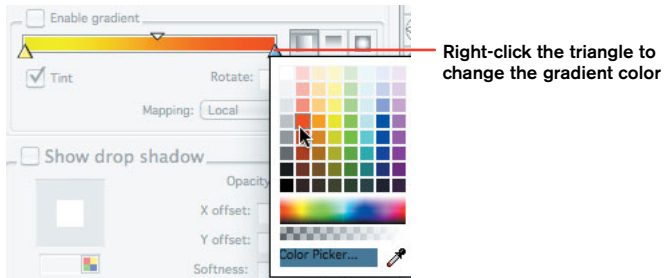 Enable gradient
Tint
Rotate:
Mapping: Local
Show drop shadow
Opacity
X offset:
Y offset:
Softness:
Color Picker...
Right-click the triangle to
change the gradient color